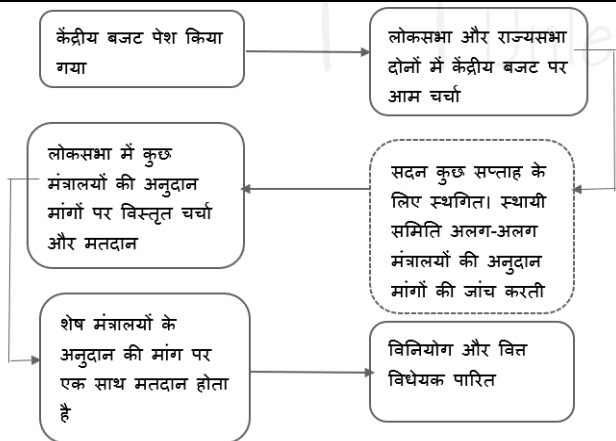 केंद्रीय बजट पेश किया
गया
लोकसभा और राज्यसभा
दोनों में केंद्रीय बजट पर
आम चर्चा
सदन कुछ सप्ताह के
लिए स्थगित। स्थायी
समिति अलग-अलग
मंत्रालयों की अनुदान
मांगों की जांच करती
लोकसभा में कुछ
मंत्रालयों की अनुदान
मांगों पर विस्तृत चर्चा
और मतदान
शेष मंत्रालयों के
अनुदान की मांग पर
एक साथ मतदान होता
है
विनियोग और वित्त
विधेयक पारित